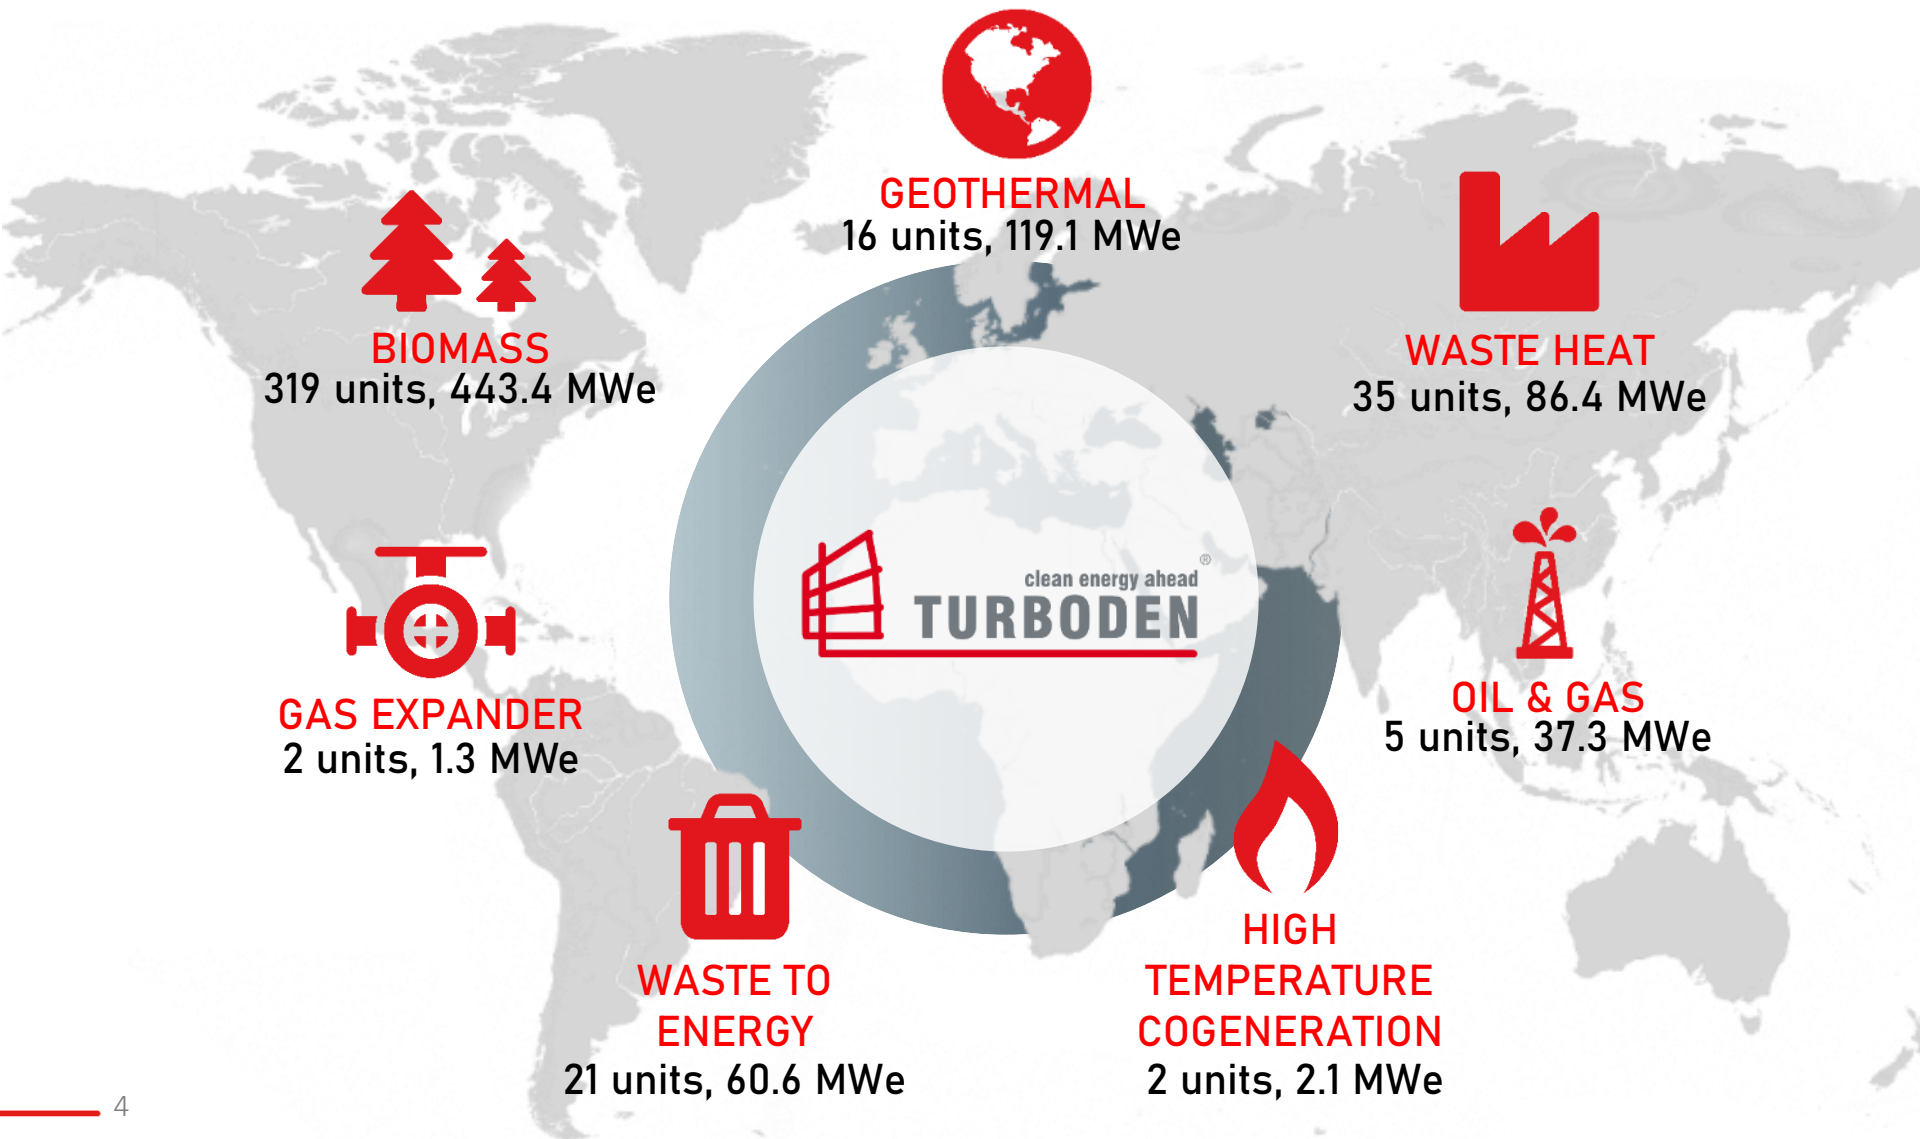 GEOTHERMAL
16 units, 119.1 MWe
BIOMASS
319 units, 443.4 MWe
WASTE HEAT
35 units, 86.4 MWe
clean energy ahead
®
TURBODEN
GAS EXPANDER
2 units, 1.3 MWe
OIL & GAS
5 units, 37.3 MWe
WASTE TO
ENERGY
21 units, 60.6 MWe
HIGH
TEMPERATURE
COGENERATION
2 units, 2.1 MWe
4